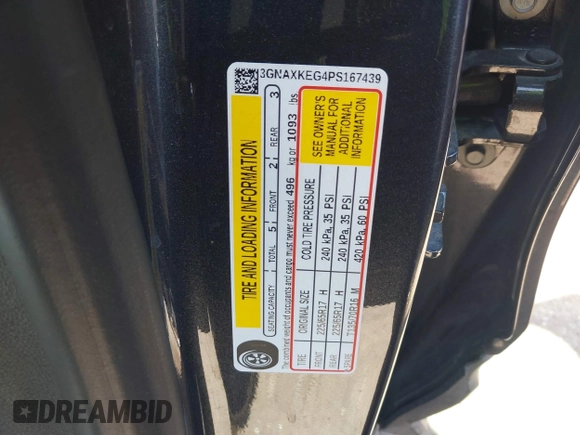 3GNAXKEG4PS167439
TIRE AND LOADING INFORMATION
SEATING CAPACITY TOTAL 5 FRONT 2 REAR 3
The combined weight of occupants and cargo must never exceed 496 kg or 1093 lbs
TIRE ORIGINAL SIZE COLD TIRE PRESSURE
FRONT 225/65R17 H 240 kPa, 35 PSI
REAR 225/65R17 H 240 kPa, 35 PSI
SPARE T135/70R16 M 420 kPa, 60 PSI
SEE OWNER'S
MANUAL FOR
ADDITIONAL
INFORMATION
DREAMBID